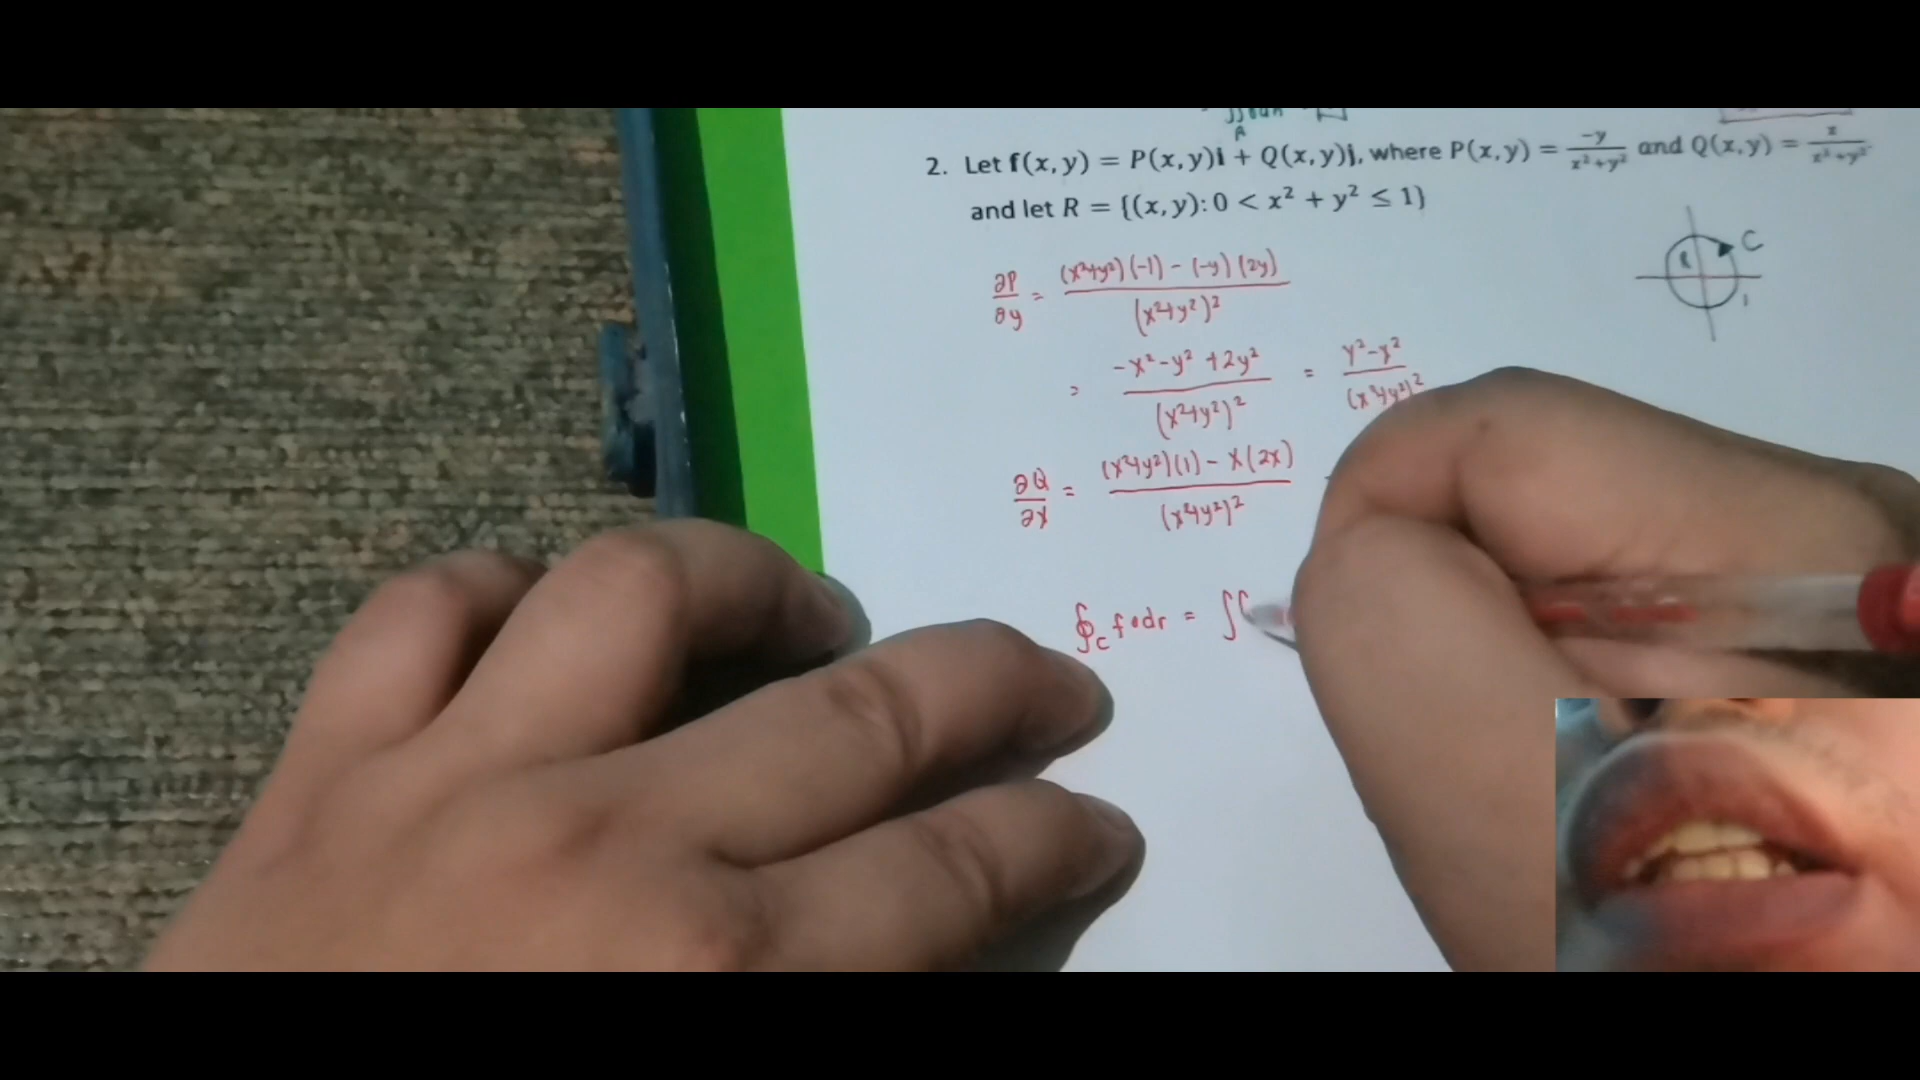 2. Let f(x, y) = P(x, y)i + Q(x, y)j, where P(x, y) = -y/(x²+y²) and Q(x, y) = x/(x²+y²)
and let R = {(x, y): 0 < x² + y² ≤ 1}
C
R
1
∂P/∂y = ((x²+y²)(-1) - (-y)(2y))/(x²+y²)²
= (-x²-y²+2y²)/(x²+y²)² = (y²-x²)/(x²+y²)²
∂Q/∂x = ((x²+y²)(1) - x(2x))/(x²+y²)²
∮c f∘dr = ∫∫